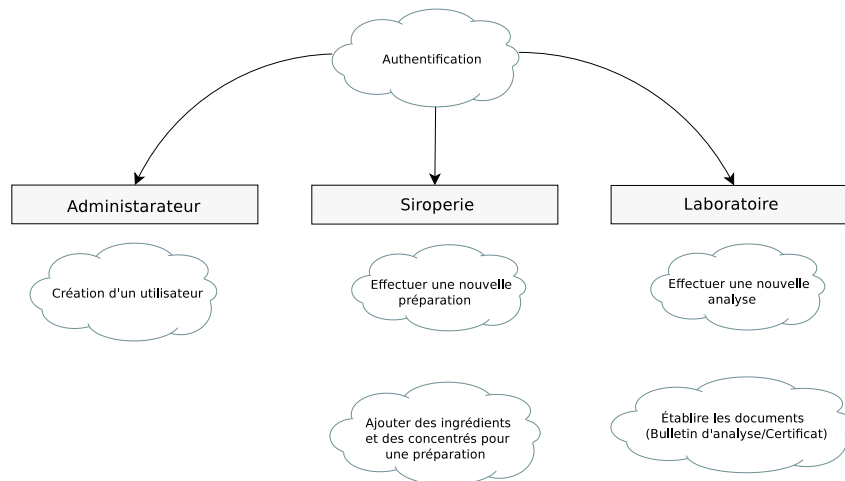 Authentification
Administarateur
Siroperie
Laboratoire
Création d'un utilisateur
Effectuer une nouvelle
préparation
Effectuer une nouvelle
analyse
Ajouter des ingrédients
et des concentrés pour
une préparation
Établire les documents
(Bulletin d'analyse/Certificat)